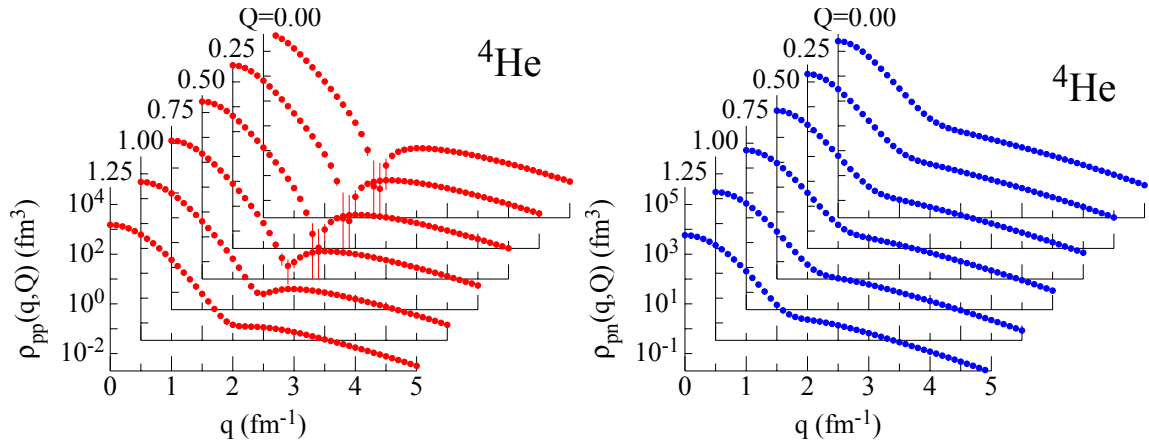 Q=0.00
0.25
0.50
0.75
1.00
1.25
⁴He
10⁴
10²
10⁰
10⁻²
ρpp(q,Q) (fm³)
0 1 2 3 4 5
q (fm⁻¹)
Q=0.00
0.25
0.50
0.75
1.00
1.25
⁴He
10⁵
10³
10¹
10⁻¹
ρpn(q,Q) (fm³)
0 1 2 3 4 5
q (fm⁻¹)